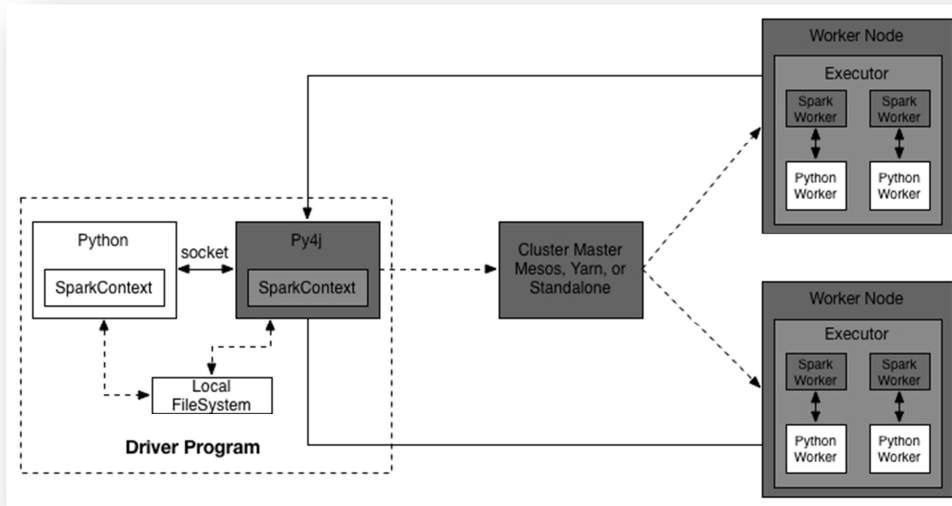 Python
SparkContext
socket
Py4j
SparkContext
Local
FileSystem
Driver Program
Cluster Master
Mesos, Yarn, or
Standalone
Worker Node
Executor
Spark
Worker
Spark
Worker
Python
Worker
Python
Worker
Worker Node
Executor
Spark
Worker
Spark
Worker
Python
Worker
Python
Worker